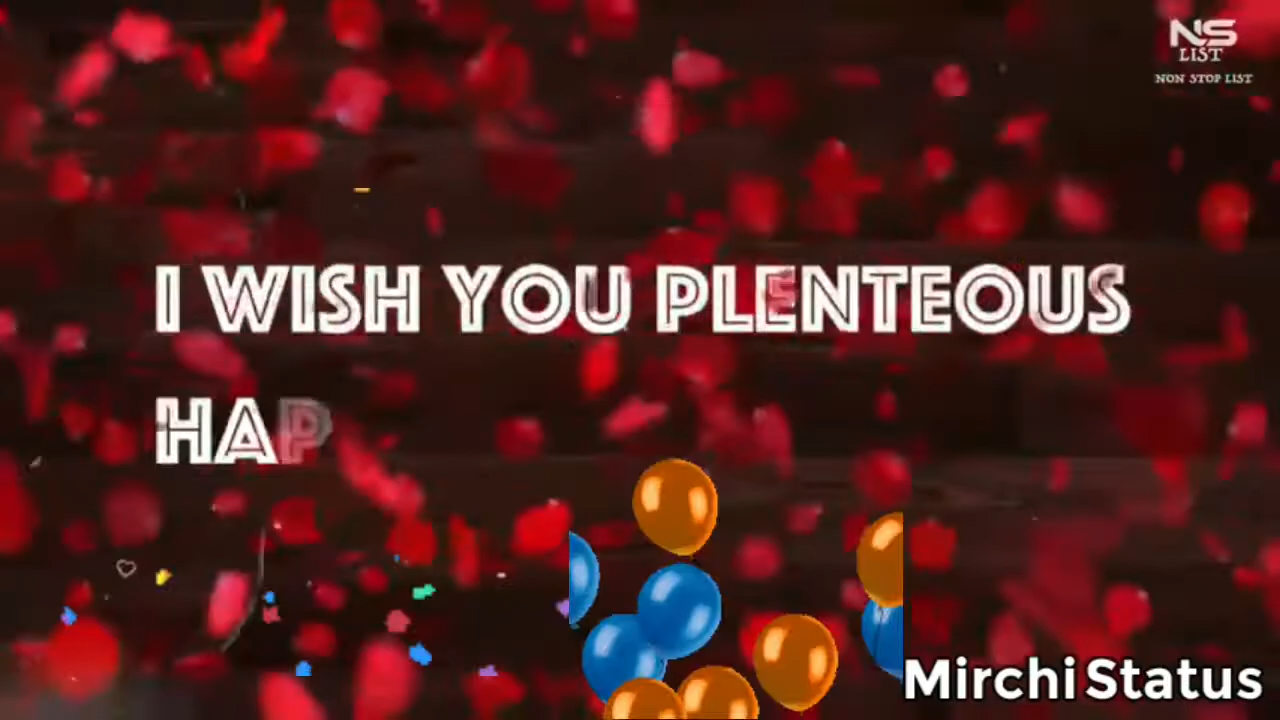 NS
LIST
NON STOP LIST
I WISH YOU PLENTEOUS
HAP
Mirchi Status